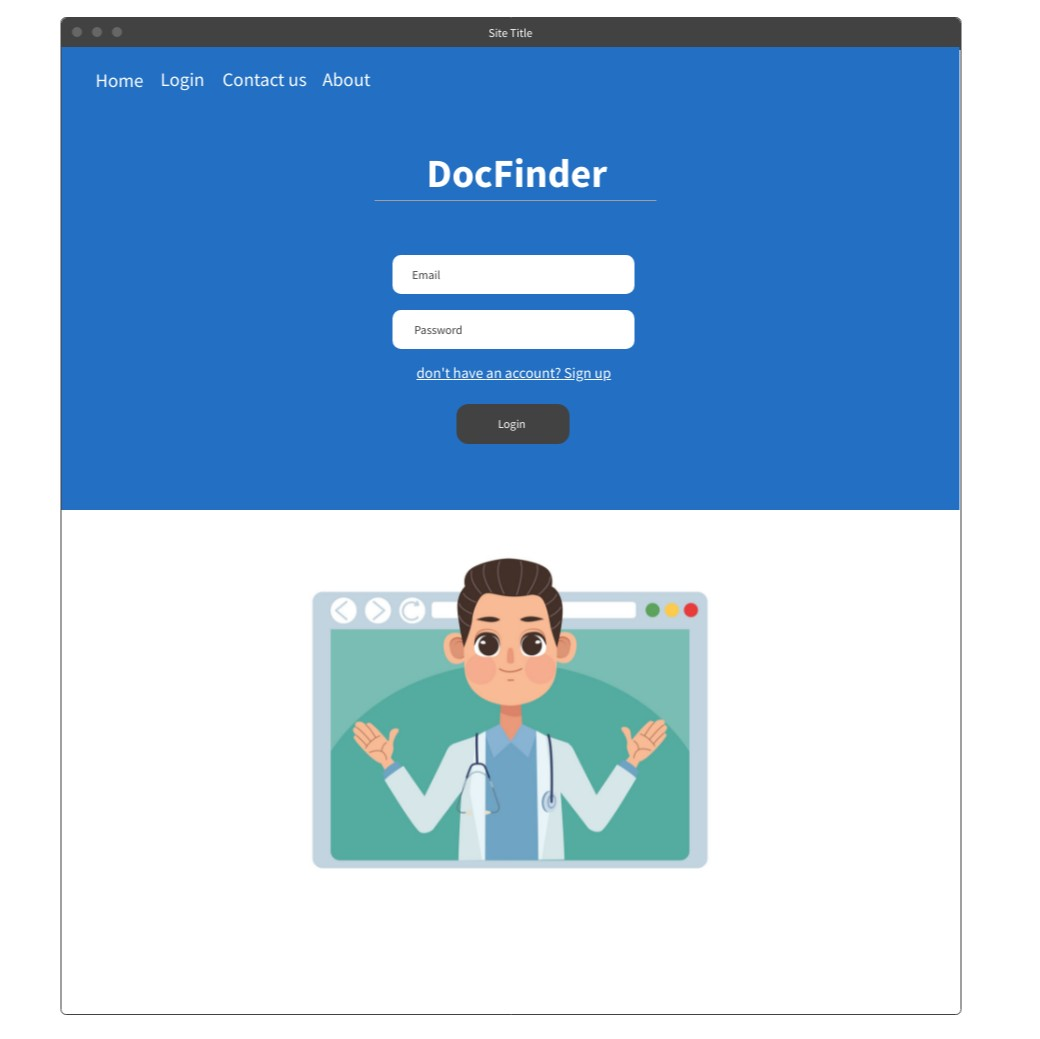 Site Title
Home Login Contact us About
DocFinder
Email
Password
don't have an account? Sign up
Login